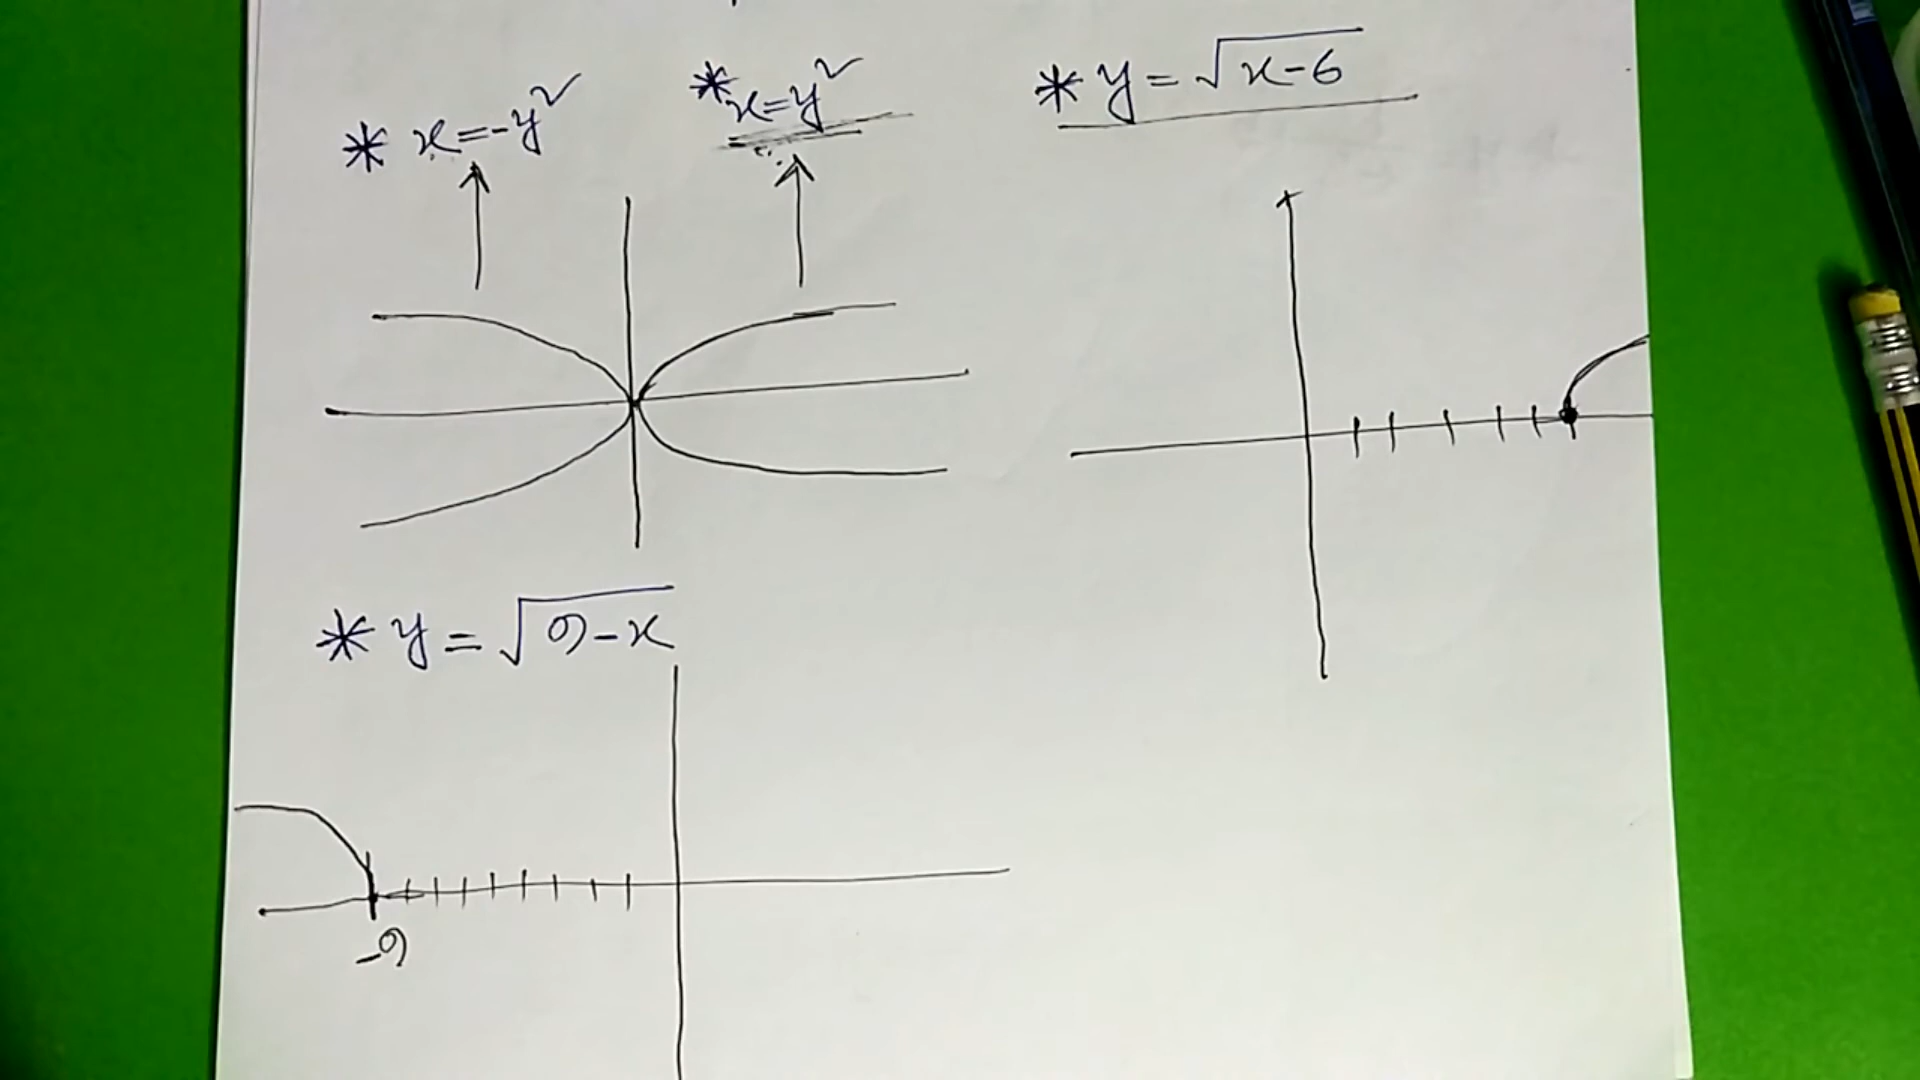 * x=-y²
* x=y²
* y=√x-6
* y=√9-x
-9